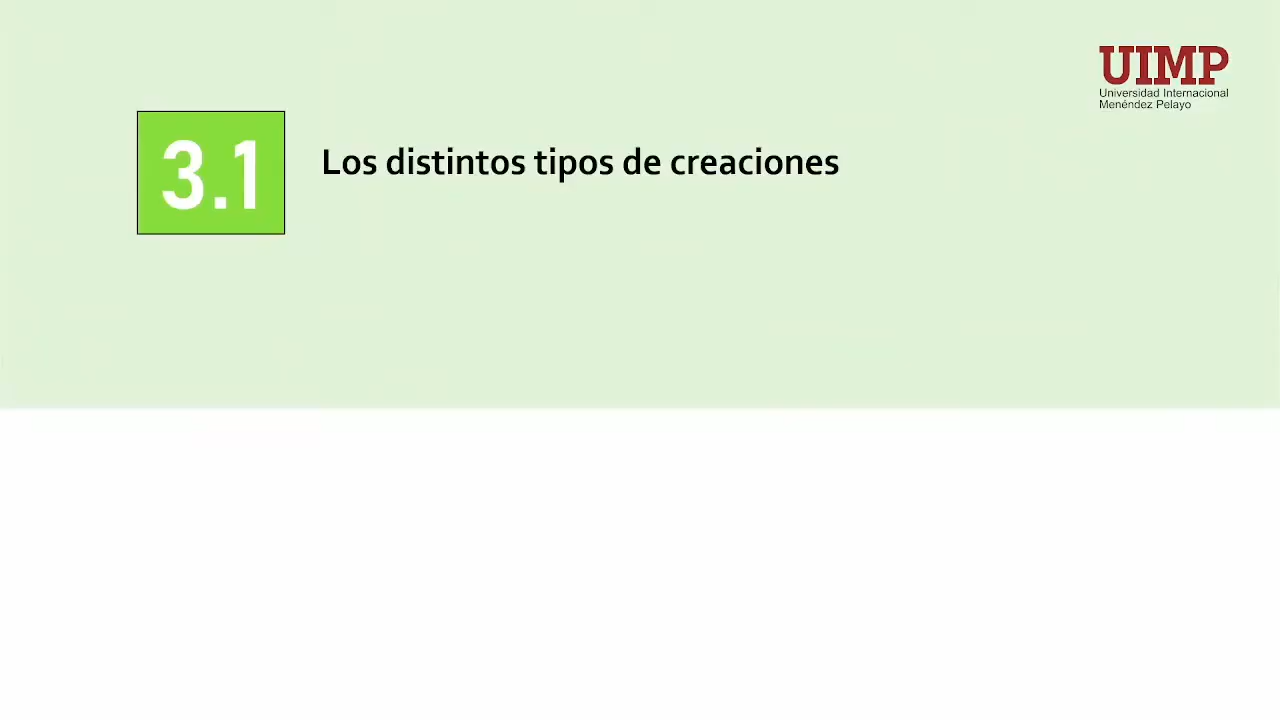 UIMP
Universidad Internacional
Menéndez Pelayo
3.1
Los distintos tipos de creaciones